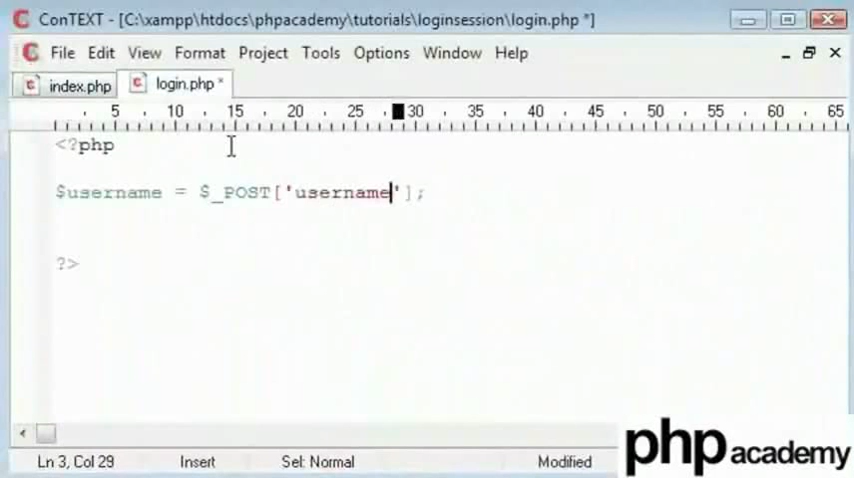 ConTEXT - [C:\xampp\htdocs\phpacademy\tutorials\loginsession\login.php *]
File Edit View Format Project Tools Options Window Help
index.php login.php *
5 10 15 20 25 30 35 40 45 50 55 60 65
<?php
$username = $_POST['username'];
?>
Ln 3, Col 29 Insert Sel: Normal Modified
php academy